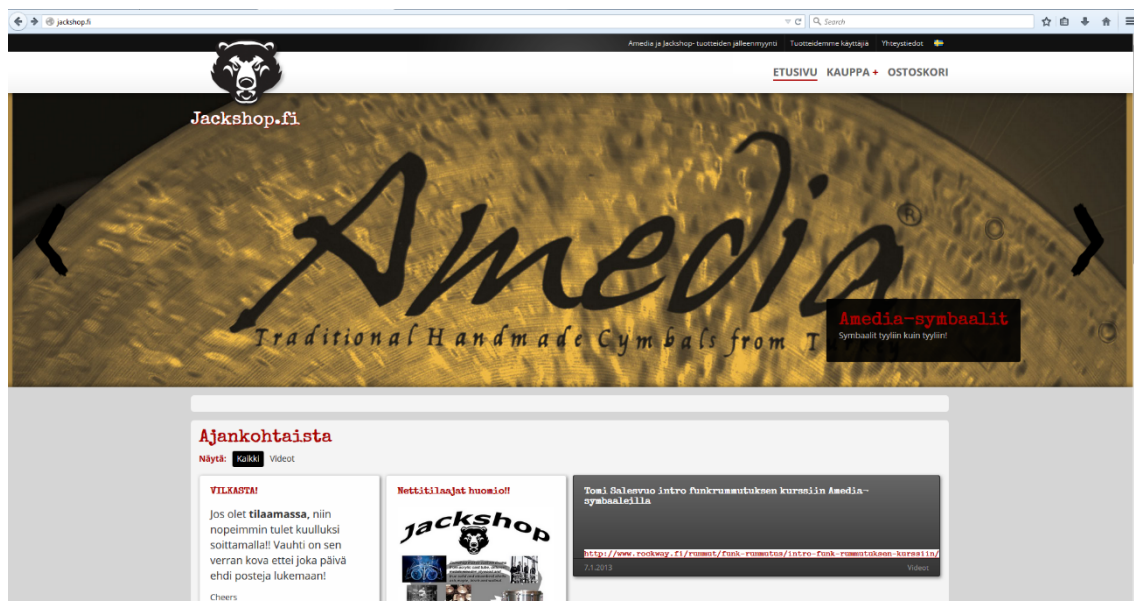 jackshop.fi
Search
Amedia ja Jackshop- tuotteiden jälleenmyynti Tuotteidemme käyttäjiä Yhteystiedot
ETUSIVU KAUPPA + OSTOSKORI
Jackshop.fi
Amedia®
Traditional Handmade Cymbals from
Amedia-symbaalit
Symbaalit tyyliin kuin tyyliin!
Ajankohtaista
Näytä: Kaikki Videot
VILKASTA!
Jos olet tilaamassa, niin
nopeimmin tulet kuulluksi
soittamalla!! Vauhti on sen
verran kova ettei joka päivä
ehdi posteja lukemaan!
Cheers
Nettitilaajat huomio!!
Jackshop
Tomi Salesvuo intro funkrummutuksen kurssiin Amedia-
symbaaleilla
http://www.rockway.fi/rummut/funk-rummutus/intro-funk-rummutuksen-kurssiin/
7.1.2013 Videot